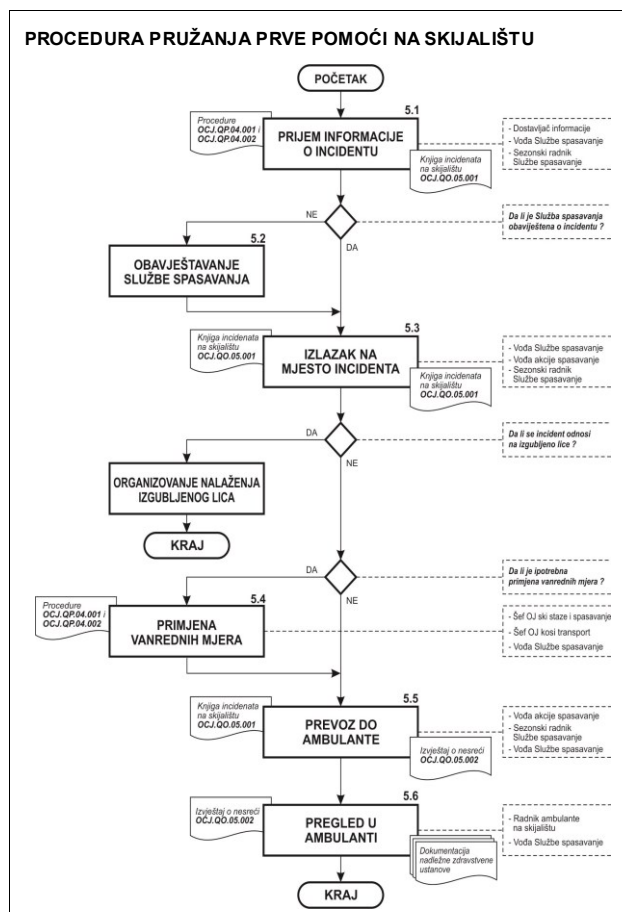 PROCEDURA PRUŽANJA PRVE POMOĆI NA SKIJALIŠTU
POČETAK
5.1
Procedure
OCJ.QP.04.001 i
OCJ.QP.04.002
PRIJEM INFORMACIJE
O INCIDENTU
- Dostavljač informacije
- Vođa Službe spasavanje
- Sezonski radnik
Službe spasavanje
Knjiga incidenata
na skijalištu
OCJ.QO.05.001
NE
DA
Da li je Služba spasavanja
obaviještena o incidentu ?
5.2
OBAVJEŠTAVANJE
SLUŽBE SPASAVANJA
5.3
Knjiga incidenata
na skijalištu
OCJ.QO.05.001
IZLAZAK NA
MJESTO INCIDENTA
- Vođa Službe spasavanje
- Vođa akcije spasavanje
- Sezonski radnik
Službe spasavanje
Knjiga incidenata
na skijalištu
OCJ.QO.05.001
DA
NE
Da li se incident odnosi
na izgubljeno lice ?
ORGANIZOVANJE NALAŽENJA
IZGUBLJENOG LICA
KRAJ
DA
NE
Da li je ipotrebna
primjena vanrednih mjera ?
5.4
Procedure
OCJ.QP.04.001 i
OCJ.QP.04.002
PRIMJENA
VANREDNIH MJERA
- Šef OJ ski staze i spasavanje
- Šef OJ kosi transport
- Vođa Službe spasavanje
5.5
Knjiga incidenata
na skijalištu
OCJ.QO.05.001
PREVOZ DO
AMBULANTE
- Vođa akcije spasavanje
- Sezonski radnik
Službe spasavanje
- Vođa Službe spasavanje
Izvještaj o nesreći
OCJ.QO.05.002
5.6
Izvještaj o nesreći
OCJ.QO.05.002
PREGLED U
AMBULANTI
- Radnik ambulante
na skijalištu
- Vođa Službe spasavanje
Dokumentacija
nadležne zdravstvene
ustanove
KRAJ